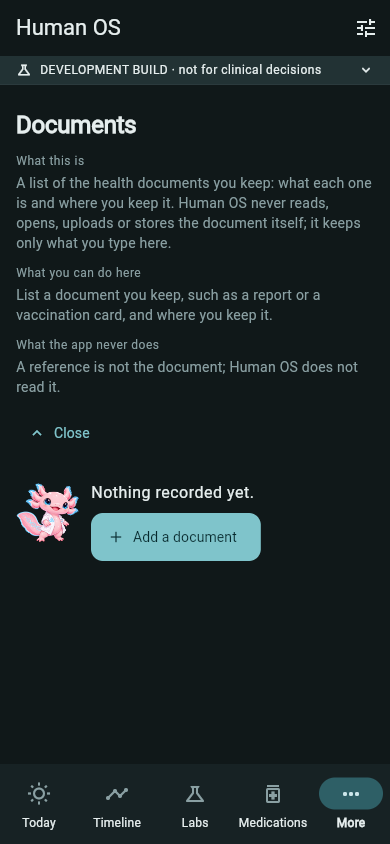 Human OS
DEVELOPMENT BUILD · not for clinical decisions
Documents
What this is
A list of the health documents you keep: what each one
is and where you keep it. Human OS never reads,
opens, uploads or stores the document itself; it keeps
only what you type here.
What you can do here
List a document you keep, such as a report or a
vaccination card, and where you keep it.
What the app never does
A reference is not the document; Human OS does not
read it.
Close
Nothing recorded yet.
Add a document
Today
Timeline
Labs
Medications
More